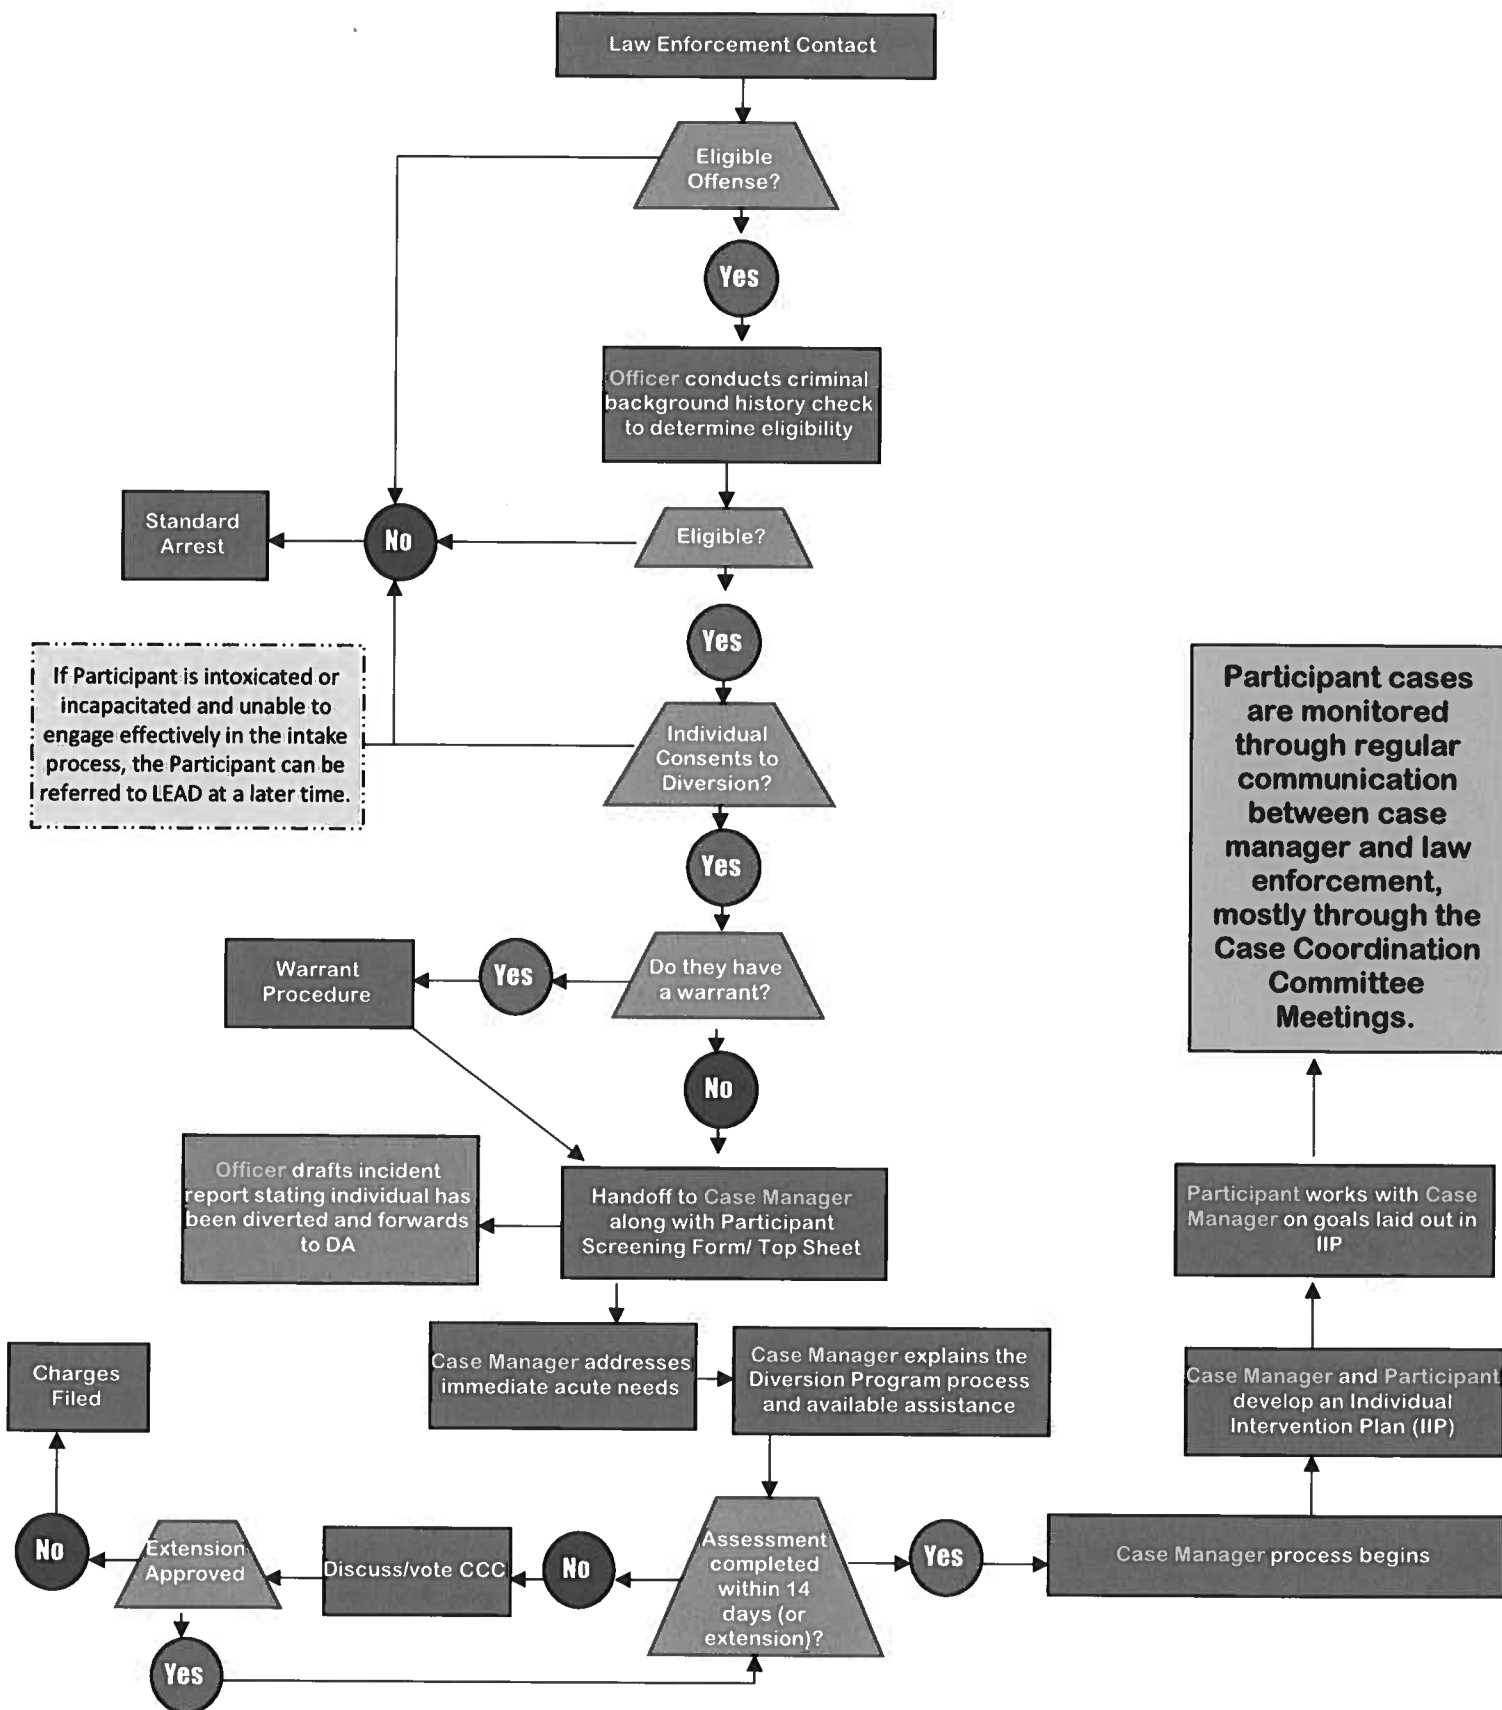 Law Enforcement Contact
Eligible
Offense?
Yes
Officer conducts criminal
background history check
to determine eligibility
Standard
Arrest
No
Eligible?
Yes
If Participant is intoxicated or
incapacitated and unable to
engage effectively in the intake
process, the Participant can be
referred to LEAD at a later time.
Individual
Consents to
Diversion?
Yes
Participant cases
are monitored
through regular
communication
between case
manager and law
enforcement,
mostly through the
Case Coordination
Committee
Meetings.
Warrant
Procedure
Yes
Do they have
a warrant?
No
Officer drafts incident
report stating individual has
been diverted and forwards
to DA
Handoff to Case Manager
along with Participant
Screening Form/ Top Sheet
Participant works with Case
Manager on goals laid out in
IIP
Charges
Filed
Case Manager addresses
immediate acute needs
Case Manager explains the
Diversion Program process
and available assistance
Case Manager and Participant
develop an Individual
Intervention Plan (IIP)
No
Extension
Approved
Discuss/vote CCC
No
Assessment
completed
within 14
days (or
extension)?
Yes
Case Manager process begins
Yes